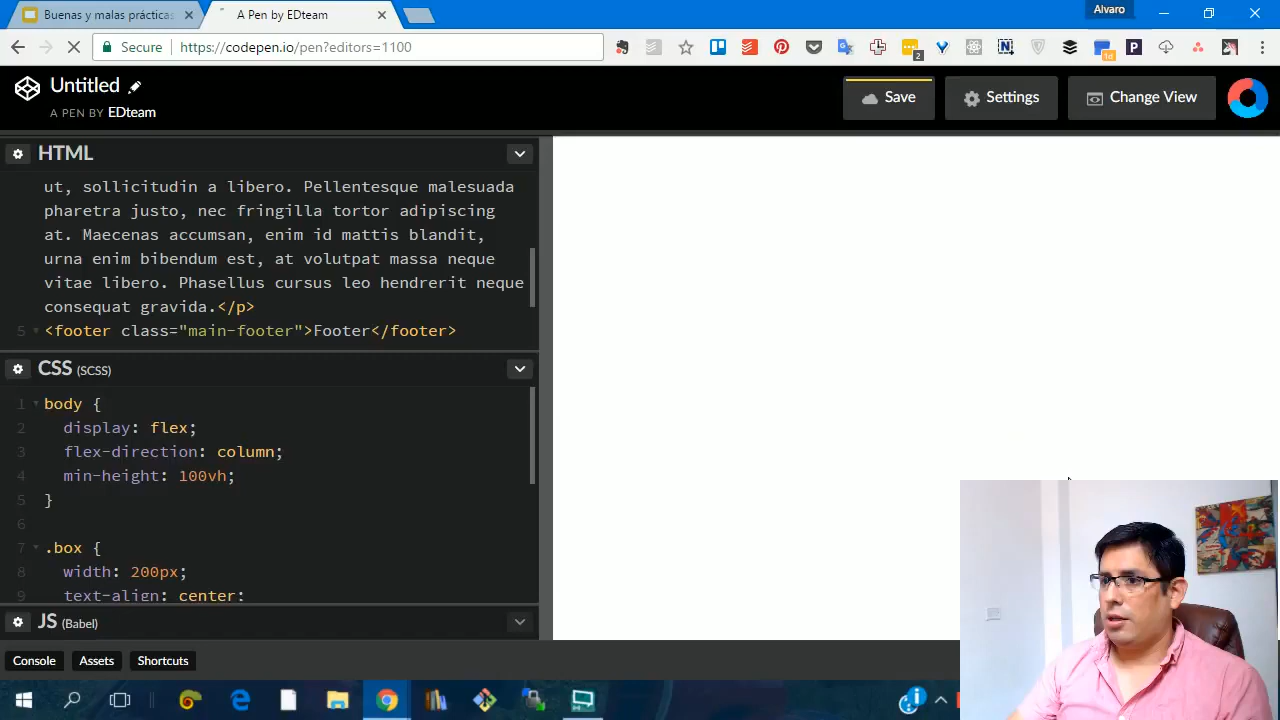 Buenas y malas prácticas
A Pen by EDteam
Alvaro
Secure
https://codepen.io/pen?editors=1100
2
1d
Untitled
A PEN BY EDteam
Save
Settings
Change View
HTML
ut, sollicitudin a libero. Pellentesque malesuada
pharetra justo, nec fringilla tortor adipiscing
at. Maecenas accumsan, enim id mattis blandit,
urna enim bibendum est, at volutpat massa neque
vitae libero. Phasellus cursus leo hendrerit neque
consequat gravida.</p>
5 <footer class="main-footer">Footer</footer>
CSS (SCSS)
1 body {
2 display: flex;
3 flex-direction: column;
4 min-height: 100vh;
5 }
6
7 .box {
8 width: 200px;
9 text-align: center;
JS (Babel)
Console
Assets
Shortcuts